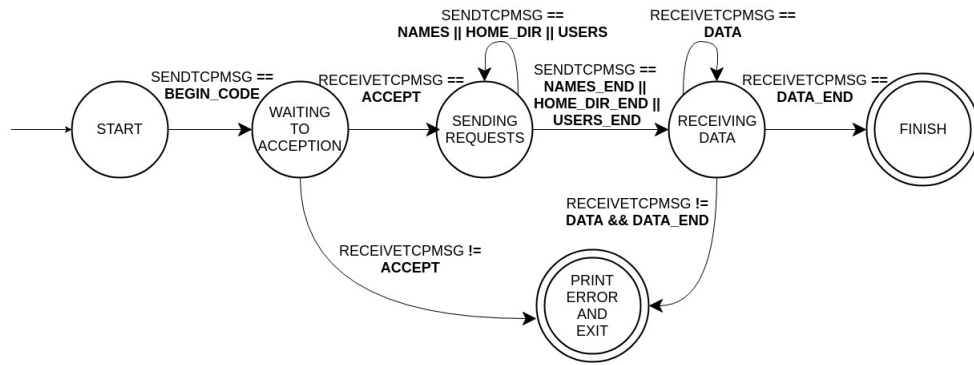 SENDTCPMSG ==
NAMES || HOME_DIR || USERS
RECEIVETCPMSG ==
DATA
SENDTCPMSG ==
BEGIN_CODE
RECEIVETCPMSG ==
ACCEPT
SENDTCPMSG ==
NAMES_END ||
HOME_DIR_END ||
USERS_END
RECEIVETCPMSG ==
DATA_END
START
WAITING
TO
ACCEPTION
SENDING
REQUESTS
RECEIVING
DATA
FINISH
RECEIVETCPMSG !=
ACCEPT
RECEIVETCPMSG !=
DATA && DATA_END
PRINT
ERROR
AND
EXIT